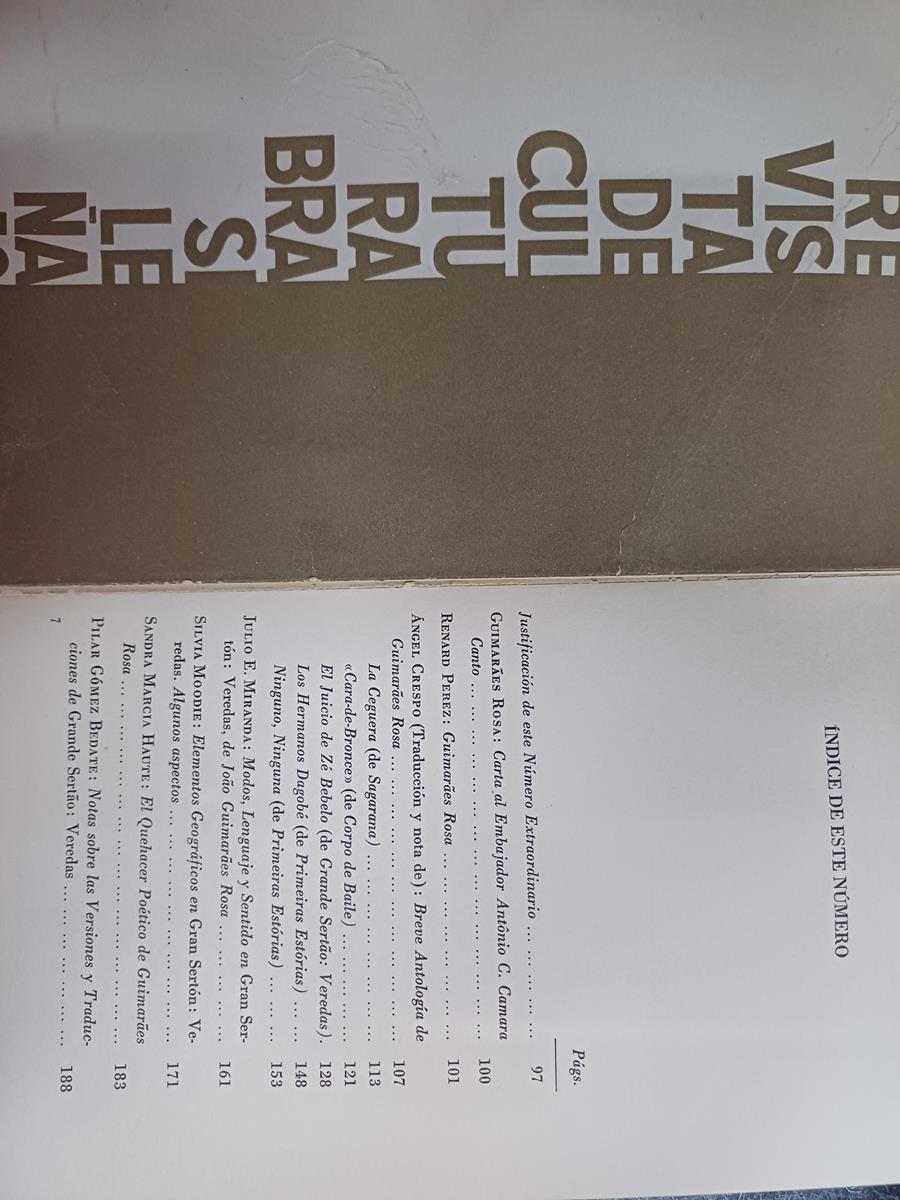 RE
VIS
TA
DE
CUL
TU
RA
BRA
SI
LE
ÑA
ÍNDICE DE ESTE NÚMERO
Págs.
Justificación de este Número Extraordinario ... ... ... ... ... 97
GUIMARÃES ROSA: Carta al Embajador Antônio C. Camara
Canto ... ... ... ... ... ... ... ... ... ... ... ... ... ... 100
RENARD PEREZ: Guimarães Rosa ... ... ... ... ... ... ... ... 101
ÁNGEL CRESPO (Traducción y nota de): Breve Antología de
Guimarães Rosa ... ... ... ... ... ... ... ... ... ... ... 107
La Ceguera (de Sagarana) ... ... ... ... ... ... ... ... 113
«Cara-de-Bronce» (de Corpo de Baile) ... ... ... ... ... 121
El Juicio de Zé Bebelo (de Grande Sertão: Veredas). 128
Los Hermanos Dagobé (de Primeiras Estórias) ... ... 148
Ninguno, Ninguna (de Primeiras Estórias) ... ... ... 153
JULIO E. MIRANDA: Modos, Lenguaje y Sentido en Gran Ser-
tón: Veredas, de João Guimarães Rosa ... ... ... ... ... 161
SILVIA MOODIE: Elementos Geográficos en Gran Sertón: Ve-
redas. Algunos aspectos ... ... ... ... ... ... ... ... ... 171
SANDRA MARCIA HAUTE: El Quehacer Poético de Guimarães
Rosa ... ... ... ... ... ... ... ... ... ... ... ... ... ... 183
PILAR GÓMEZ BEDATE: Notas sobre las Versiones y Traduc-
ciones de Grande Sertão: Veredas ... ... ... ... ... ... ... 188
7